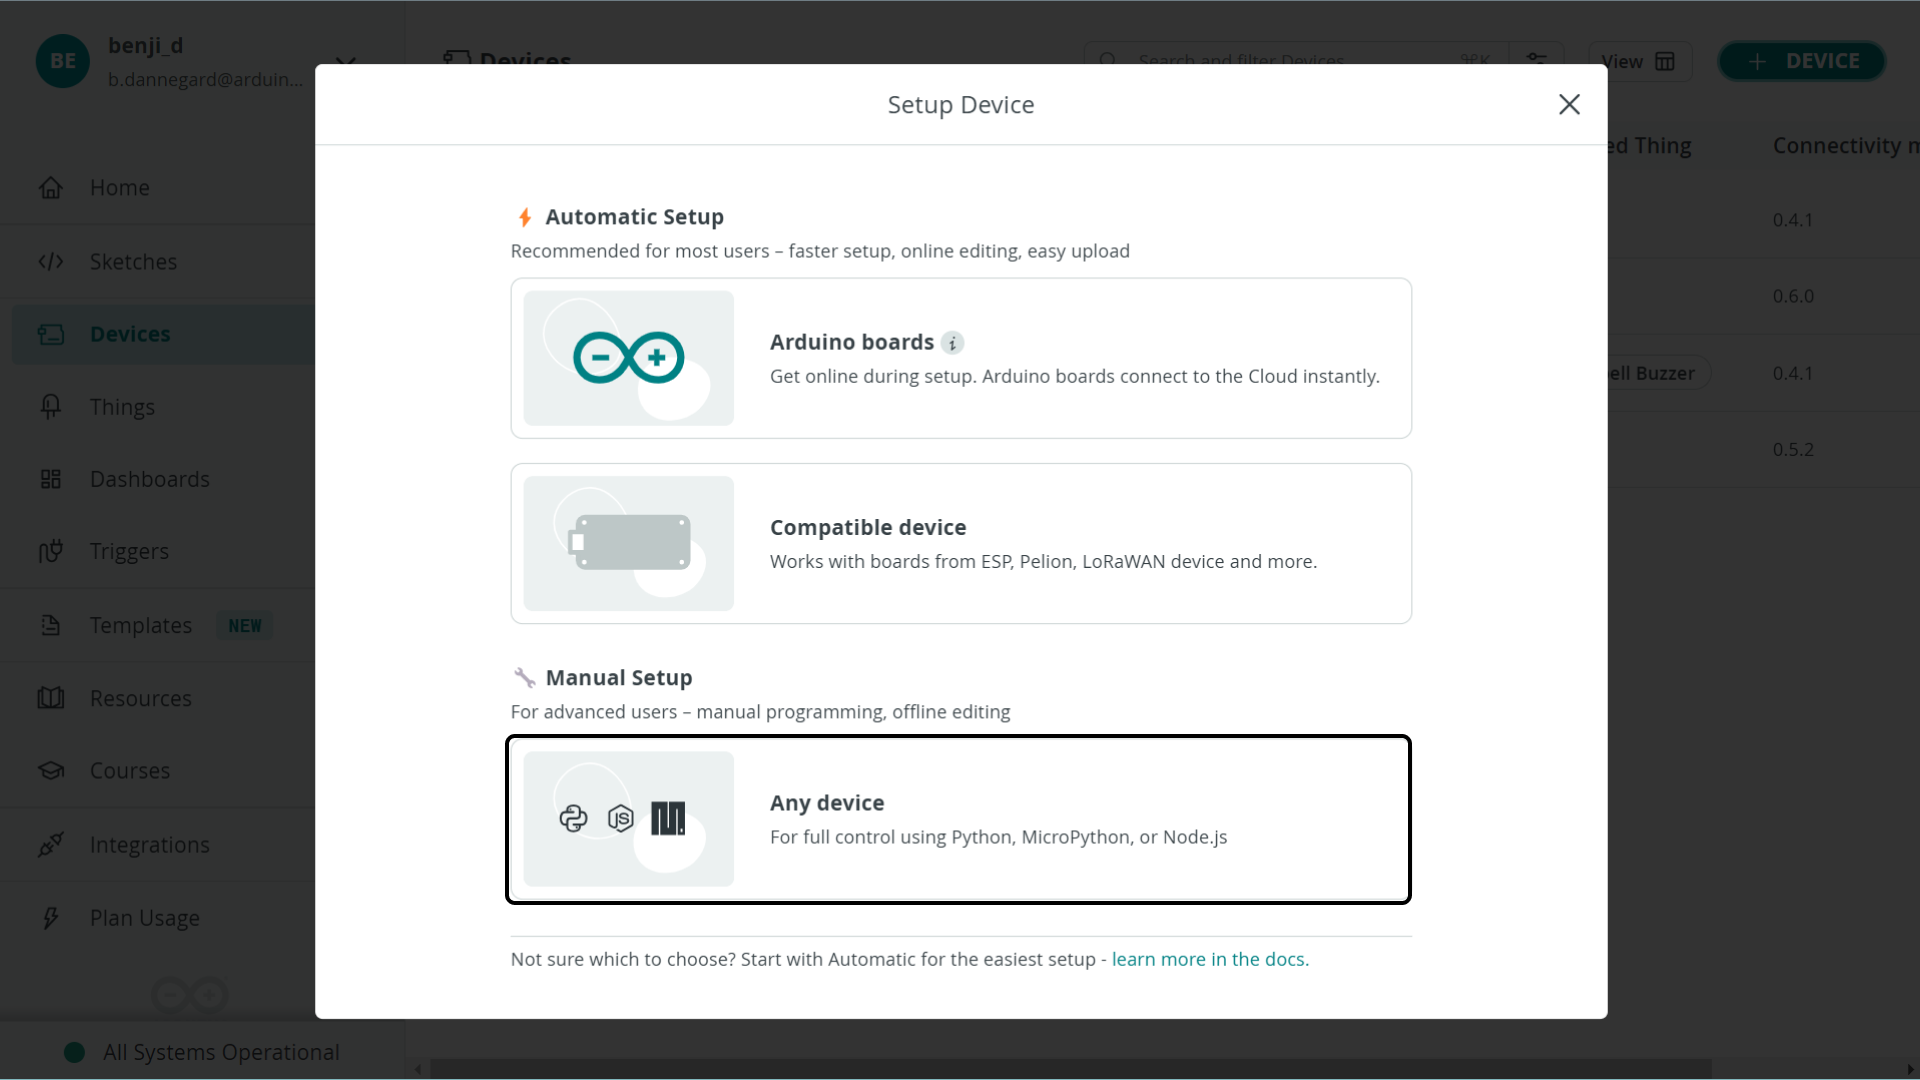 BE
benji_d
b.dannegard@arduin...
Home
Sketches
Devices
Things
Dashboards
Triggers
Templates NEW
Resources
Courses
Integrations
Plan Usage
All Systems Operational
Devices
Search and filter Devices ⌘K
View
+ DEVICE
ed Thing Connectivity m
0.4.1
0.6.0
ell Buzzer 0.4.1
0.5.2
Setup Device
Automatic Setup
Recommended for most users – faster setup, online editing, easy upload
Arduino boards i
Get online during setup. Arduino boards connect to the Cloud instantly.
Compatible device
Works with boards from ESP, Pelion, LoRaWAN device and more.
Manual Setup
For advanced users – manual programming, offline editing
JS
Any device
For full control using Python, MicroPython, or Node.js
Not sure which to choose? Start with Automatic for the easiest setup - learn more in the docs.